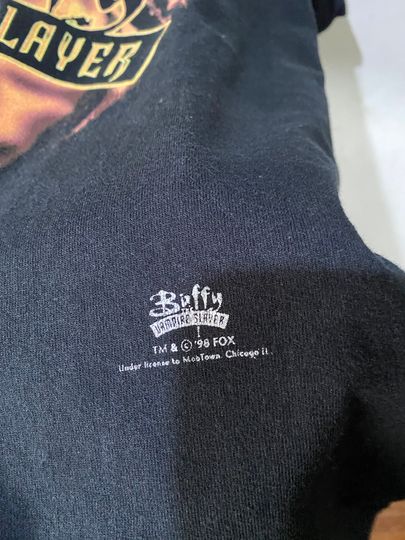 LAYER
Buffy
VAMPIRE SLAYER
TM & © '98 FOX
Under license to MobTown. Chicago il.